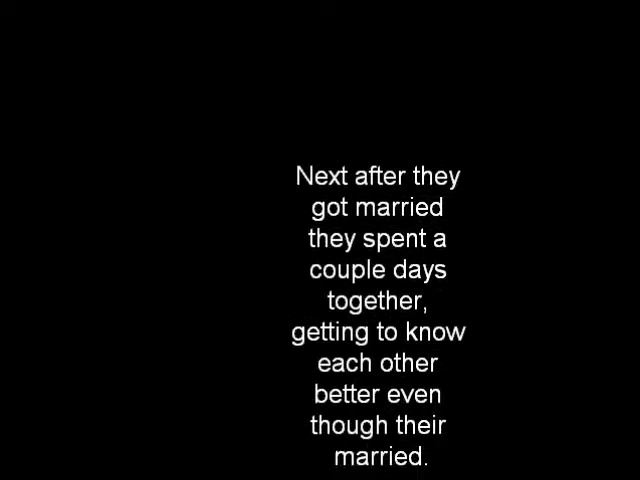 Next after they
got married
they spent a
couple days
together,
getting to know
each other
better even
though their
married.